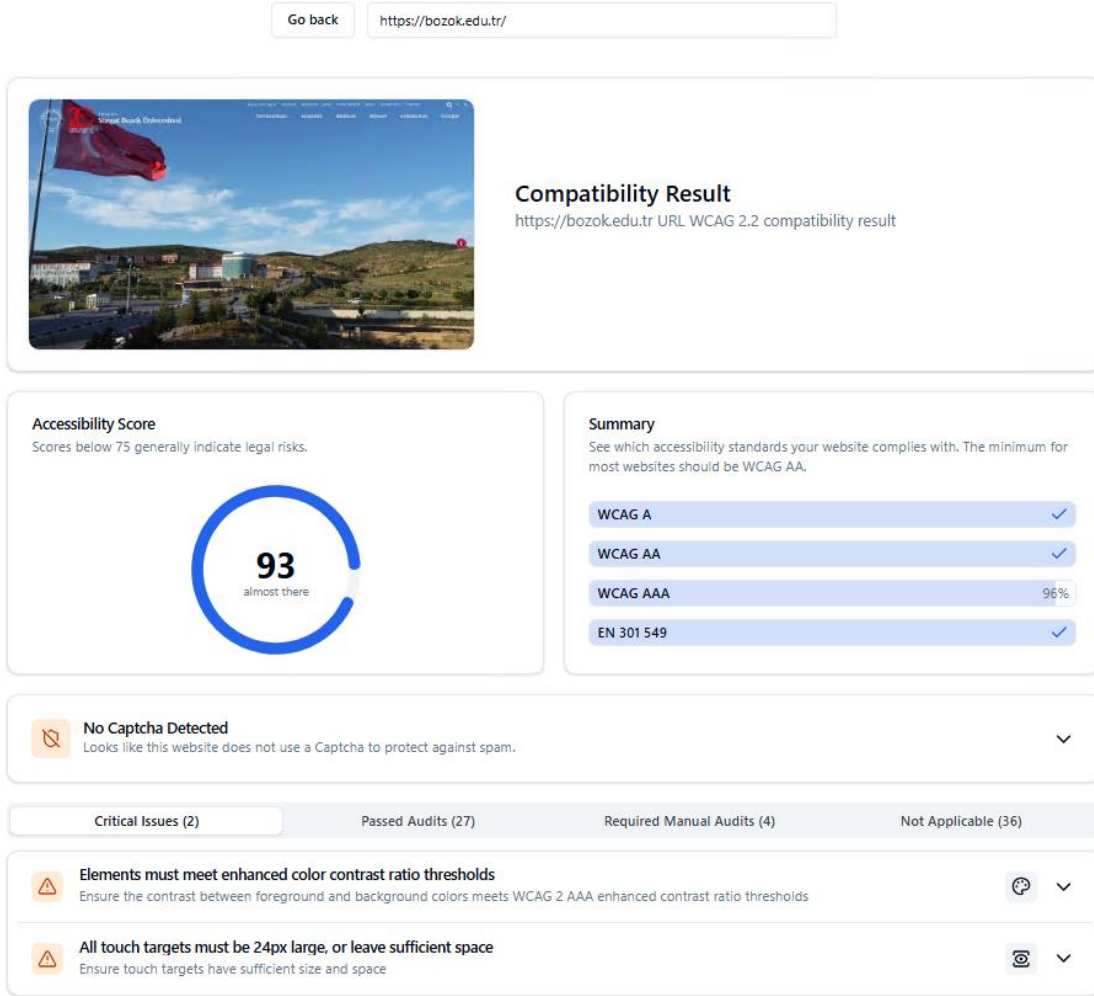 Go back
https://bozok.edu.tr/
Yozgat Bozok Üniversitesi
Compatibility Result
https://bozok.edu.tr URL WCAG 2.2 compatibility result
Accessibility Score
Scores below 75 generally indicate legal risks.
93
almost there
Summary
See which accessibility standards your website complies with. The minimum for
most websites should be WCAG AA.
WCAG A
WCAG AA
WCAG AAA
96%
EN 301 549
No Captcha Detected
Looks like this website does not use a Captcha to protect against spam.
Critical Issues (2)
Passed Audits (27)
Required Manual Audits (4)
Not Applicable (36)
Elements must meet enhanced color contrast ratio thresholds
Ensure the contrast between foreground and background colors meets WCAG 2 AAA enhanced contrast ratio thresholds
All touch targets must be 24px large, or leave sufficient space
Ensure touch targets have sufficient size and space